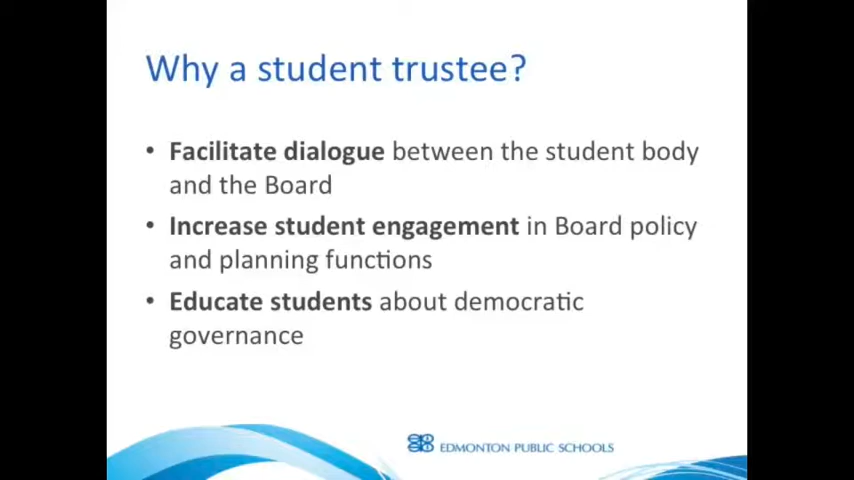 Why a student trustee?
• Facilitate dialogue between the student body
and the Board
• Increase student engagement in Board policy
and planning functions
• Educate students about democratic
governance
EDMONTON PUBLIC SCHOOLS